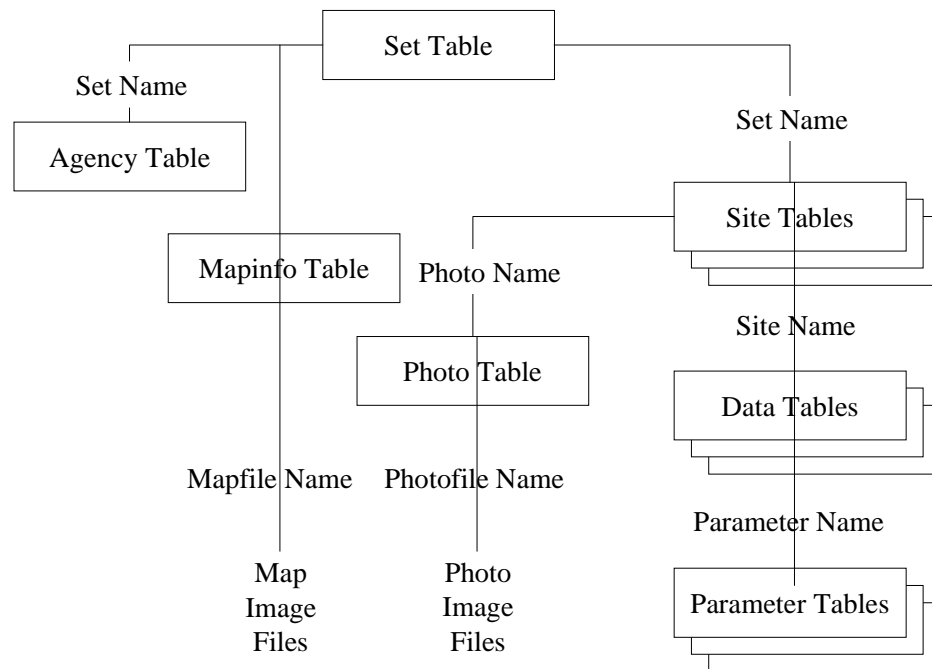 Set Table
Set Name
Set Name
Agency Table
Site Tables
Mapinfo Table
Photo Name
Site Name
Photo Table
Data Tables
Mapfile Name
Photofile Name
Parameter Name
Map
Image
Files
Photo
Image
Files
Parameter Tables